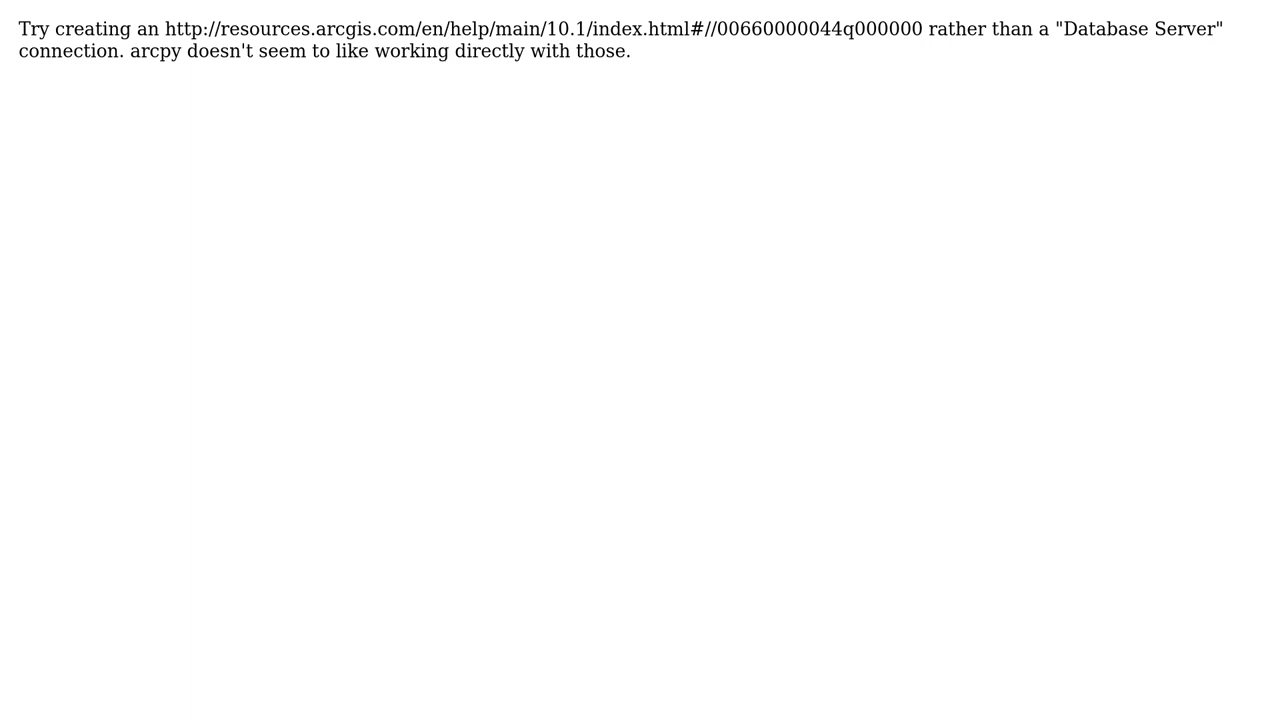 Try creating an http://resources.arcgis.com/en/help/main/10.1/index.html#//00660000044q000000 rather than a "Database Server"
connection. arcpy doesn't seem to like working directly with those.